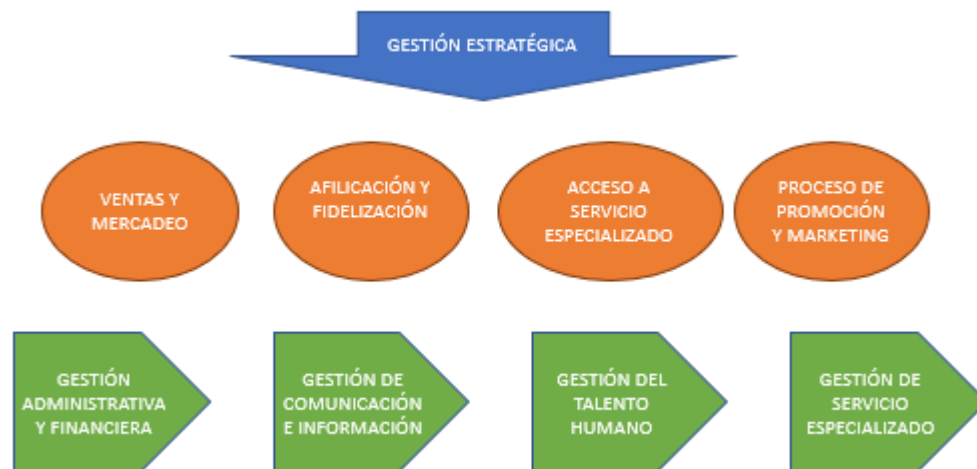 GESTIÓN ESTRATÉGICA
VENTAS Y
MERCADEO
AFILICACIÓN Y
FIDELIZACIÓN
ACCESO A
SERVICIO
ESPECIALIZADO
PROCESO DE
PROMOCIÓN
Y MARKETING
GESTIÓN
ADMINISTRATIVA
Y FINANCIERA
GESTIÓN DE
COMUNICACIÓN
E INFORMACIÓN
GESTIÓN DEL
TALENTO
HUMANO
GESTIÓN DE
SERVICIO
ESPECIALIZADO